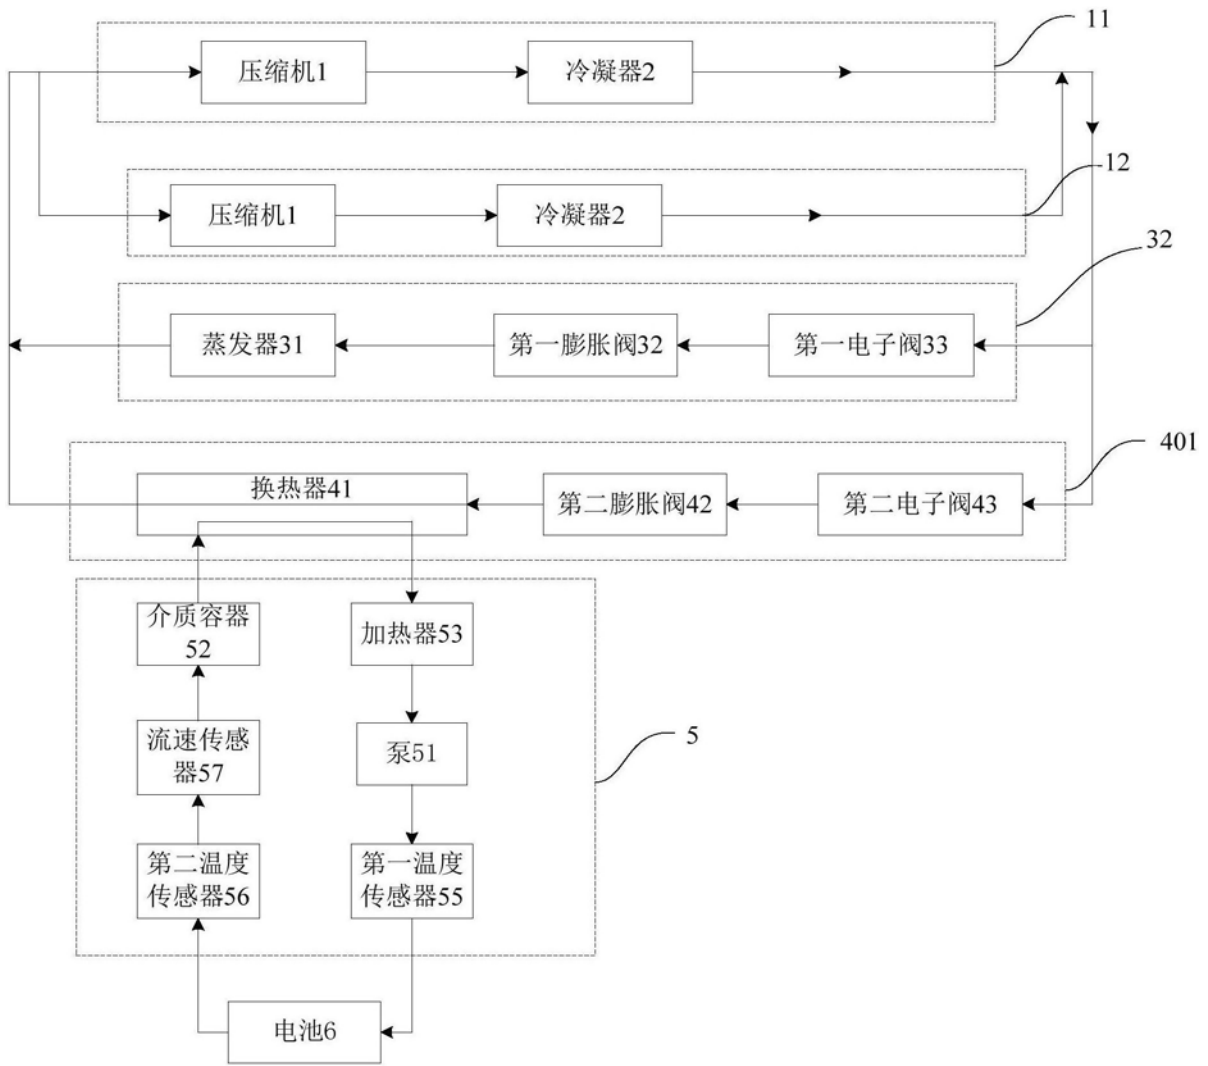 11
压缩机1
冷凝器2
12
压缩机1
冷凝器2
32
蒸发器31
第一膨胀阀32
第一电子阀33
401
换热器41
第二膨胀阀42
第二电子阀43
介质容器
52
加热器53
流速传感
器57
泵51
5
第二温度
传感器56
第一温度
传感器55
电池6